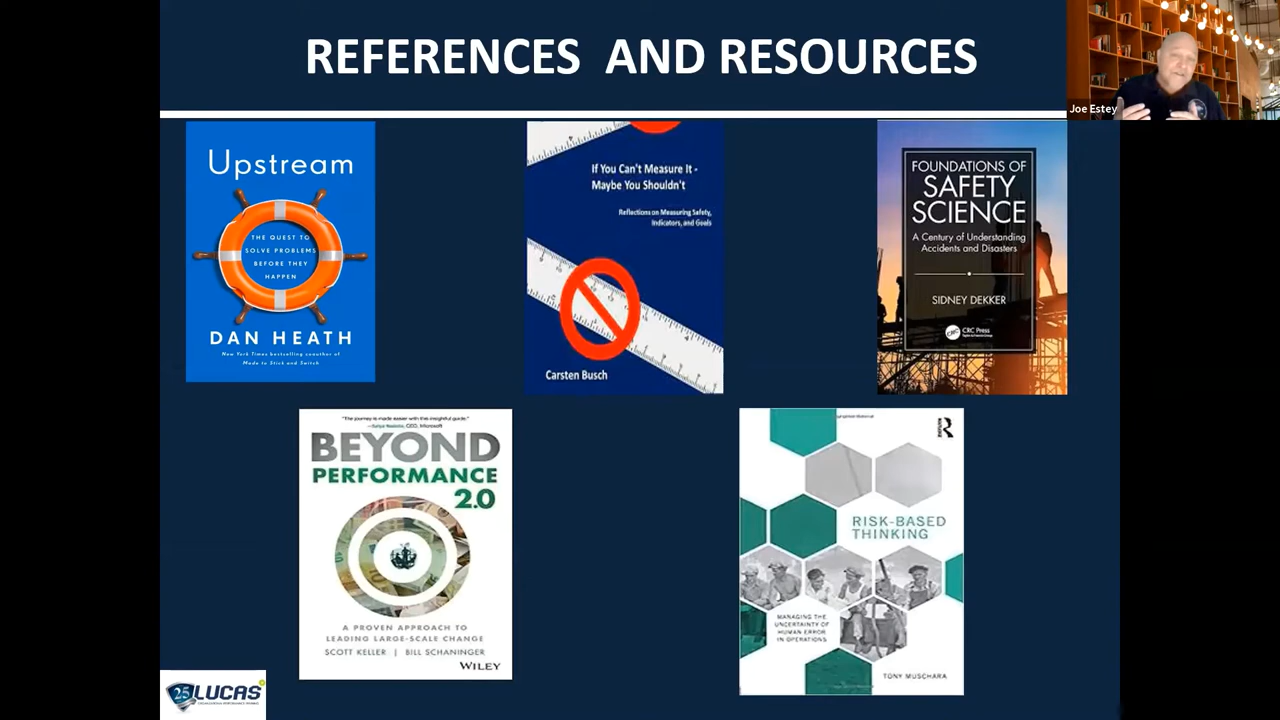 REFERENCES AND RESOURCES
Joe Estey
Upstream
THE QUEST TO
SOLVE PROBLEMS
BEFORE THEY
HAPPEN
DAN HEATH
New York Times bestselling coauthor of
Made to Stick and Switch
If You Can't Measure It -
Maybe You Shouldn't
Reflections on Measuring Safety,
Indicators, and Goals
Carsten Busch
FOUNDATIONS OF
SAFETY
SCIENCE
A Century of Understanding
Accidents and Disasters
SIDNEY DEKKER
CRC Press
"The journey is made easier with this insightful guide."
—Satya Nadella, CEO, Microsoft
BEYOND
PERFORMANCE
2.0
A PROVEN APPROACH TO
LEADING LARGE-SCALE CHANGE
SCOTT KELLER | BILL SCHANINGER
WILEY
R
RISK-BASED
THINKING
MANAGING THE
UNCERTAINTY OF
HUMAN ERROR
IN OPERATIONS
TONY MUSCHARA
25 LUCAS